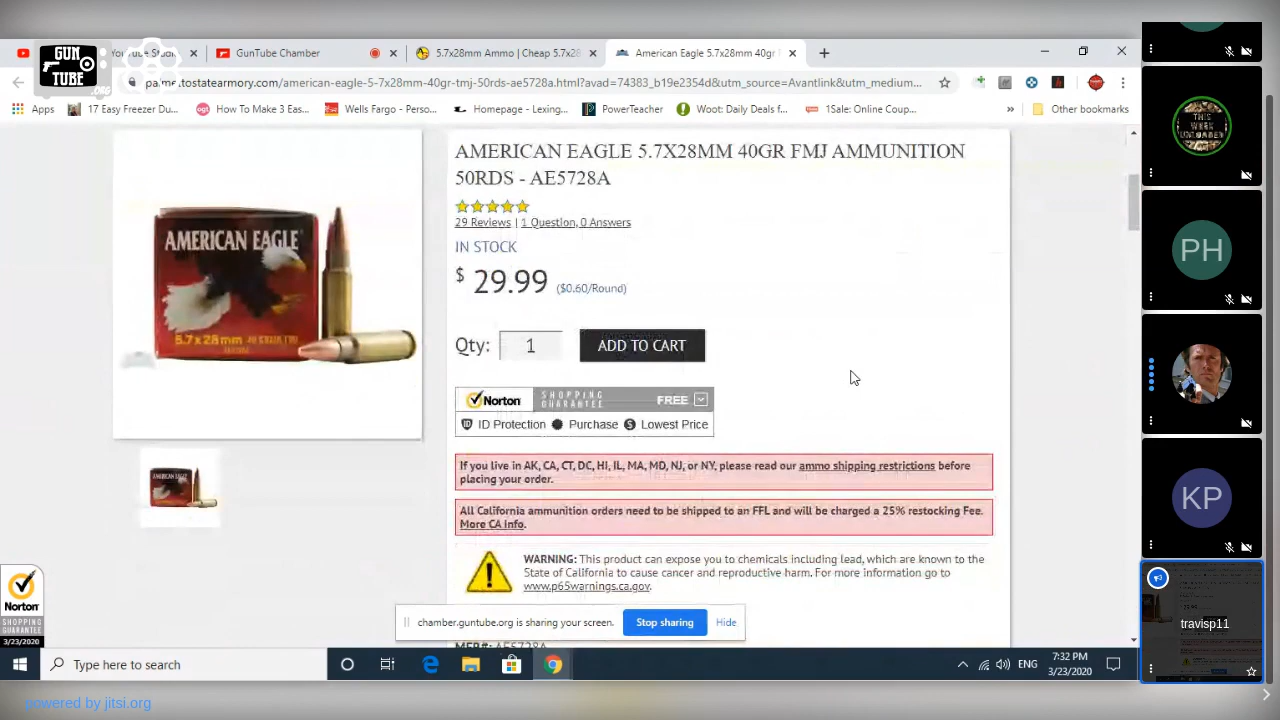 GUN
TUBE
.ORG
GunTube Chamber
5.7x28mm Ammo | Cheap 5.7x28
American Eagle 5.7x28mm 40gr
palmettostatearmory.com/american-eagle-5-7x28mm-40gr-fmj-50rds-ae5728a.html?avad=74383_b19e2354d&utm_source=Avantlink&utm_medium...
Apps
17 Easy Freezer Du...
How To Make 3 Eas...
Wells Fargo - Perso...
Home - Lexing...
PowerTeacher
Woot: Daily Deals f...
1Sale: Online Coup...
»
Other bookmarks
AMERICAN EAGLE 5.7X28MM 40GR FMJ AMMUNITION
50RDS - AE5728A
29 Reviews | 1 Question, 0 Answers
IN STOCK
$ 29.99 ($0.60/Round)
Qty: 1 ADD TO CART
Norton SHOPPING GUARANTEE FREE
ID Protection Purchase Lowest Price
If you live in AK, CA, CT, DC, HI, IL, MA, MD, NJ, or NY, please read our ammo shipping restrictions before
placing your order.
All California ammunition orders need to be shipped to an FFL and will be charged a 25% restocking Fee.
More CA Info.
WARNING: This product can expose you to chemicals including lead, which are known to the
State of California to cause cancer and reproductive harm. For more information go to
www.P65Warnings.ca.gov.
MFR#: AE5728A
AMERICAN EAGLE
5.7x28mm
Norton
SHOPPING
GUARANTEE
3/23/2020
chamber.guntube.org is sharing your screen.
Stop sharing
Hide
Type here to search
ENG
7:32 PM
3/23/2020
THIS
WEEK
UNLOADED
PH
KP
travisp11
powered by jitsi.org